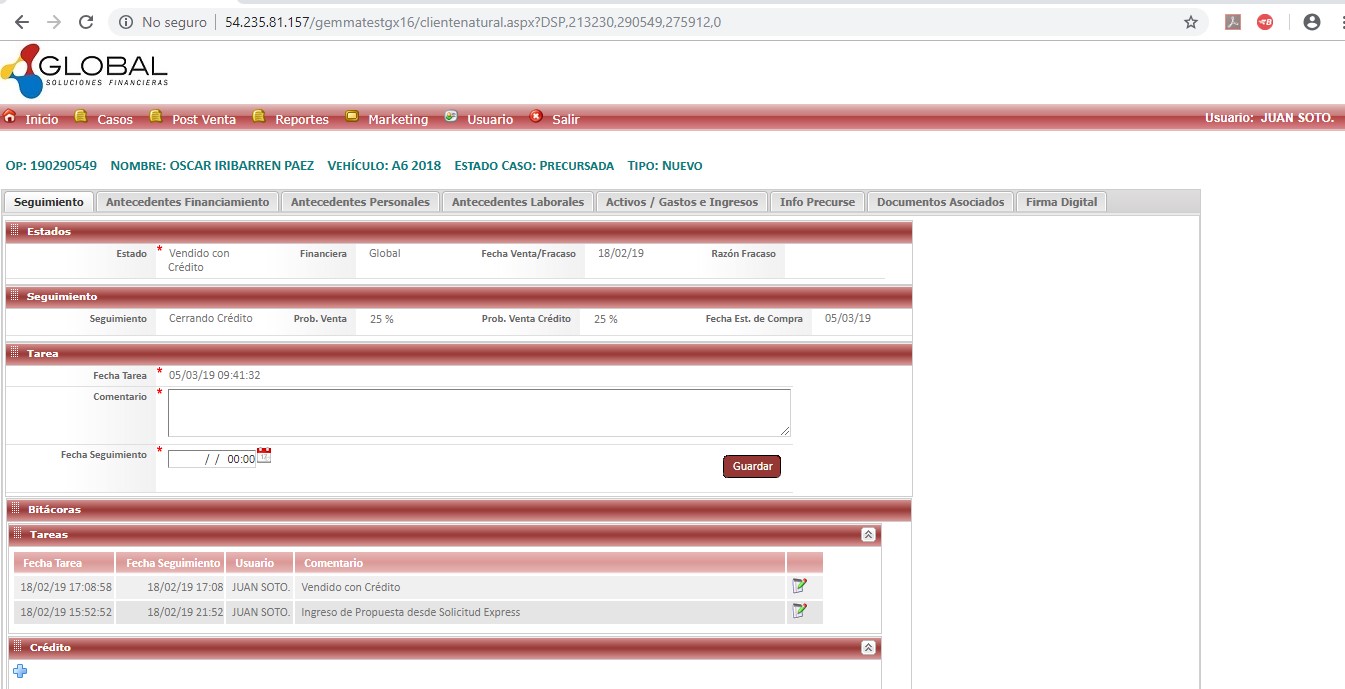 No seguro | 54.235.81.157/gemmatestgx16/clientenatural.aspx?DSP,213230,290549,275912,0
GLOBAL
SOLUCIONES FINANCIERAS
Inicio Casos Post Venta Reportes Marketing Usuario Salir Usuario: JUAN SOTO.
OP: 190290549 NOMBRE: OSCAR IRIBARREN PAEZ VEHÍCULO: A6 2018 ESTADO CASO: PRECURSADA TIPO: NUEVO
Seguimiento Antecedentes Financiamiento Antecedentes Personales Antecedentes Laborales Activos / Gastos e Ingresos Info Precurse Documentos Asociados Firma Digital
Estados
Estado * Vendido con Crédito Financiera Global Fecha Venta/Fracaso 18/02/19 Razón Fracaso
Seguimiento
Seguimiento Cerrando Crédito Prob. Venta 25 % Prob. Venta Crédito 25 % Fecha Est. de Compra 05/03/19
Tarea
Fecha Tarea * 05/03/19 09:41:32
Comentario *
Fecha Seguimiento * / / 00:00
Guardar
Bitácoras
Tareas
Fecha Tarea Fecha Seguimiento Usuario Comentario
18/02/19 17:08:58 18/02/19 17:08 JUAN SOTO. Vendido con Crédito
18/02/19 15:52:52 18/02/19 21:52 JUAN SOTO. Ingreso de Propuesta desde Solicitud Express
Crédito